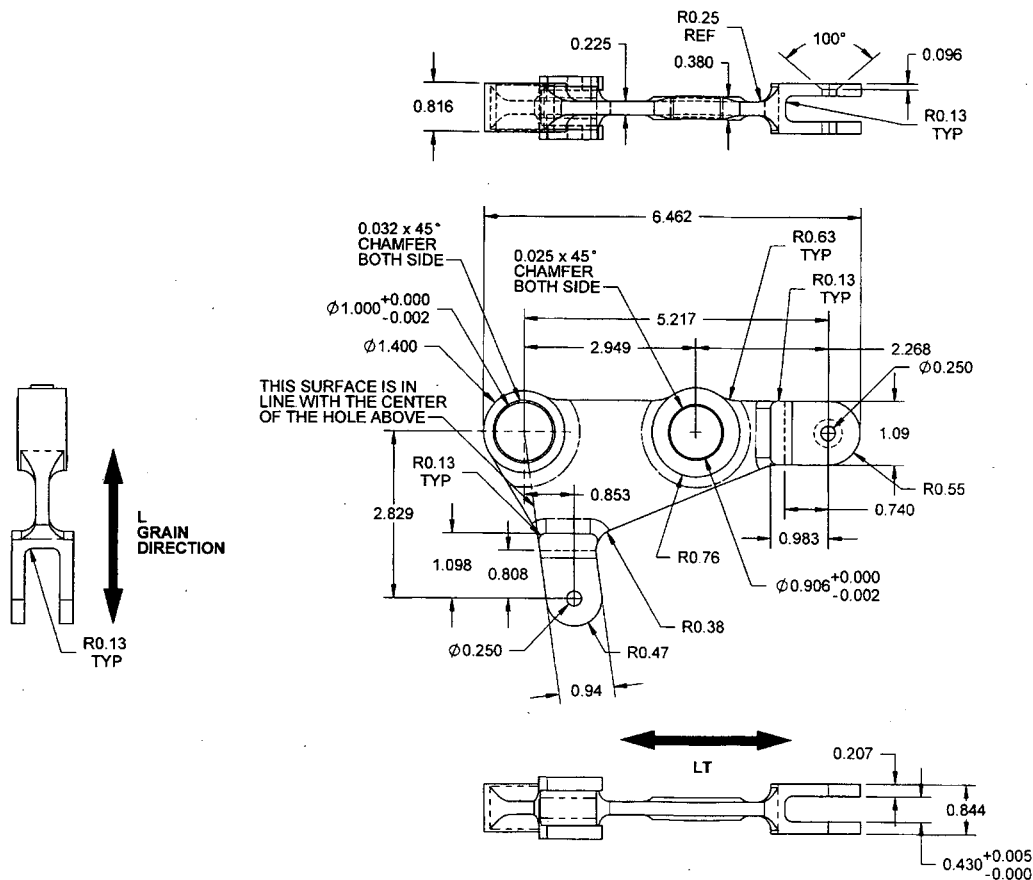 R0.25
REF
100°
0.225
0.380
0.096
0.816
R0.13
TYP
6.462
0.032 x 45°
CHAMFER
BOTH SIDE
0.025 x 45°
CHAMFER
BOTH SIDE
R0.63
TYP
R0.13
TYP
Ø1.000 +0.000
-0.002
5.217
2.949
2.268
Ø1.400
Ø0.250
THIS SURFACE IS IN
LINE WITH THE CENTER
OF THE HOLE ABOVE
1.09
R0.13
TYP
R0.55
0.853
2.829
0.740
L
GRAIN
DIRECTION
0.983
1.098
0.808
R0.76
Ø0.906 +0.000
-0.002
R0.38
R0.13
TYP
Ø0.250
R0.47
0.94
LT
0.207
0.844
0.430 +0.005
-0.000